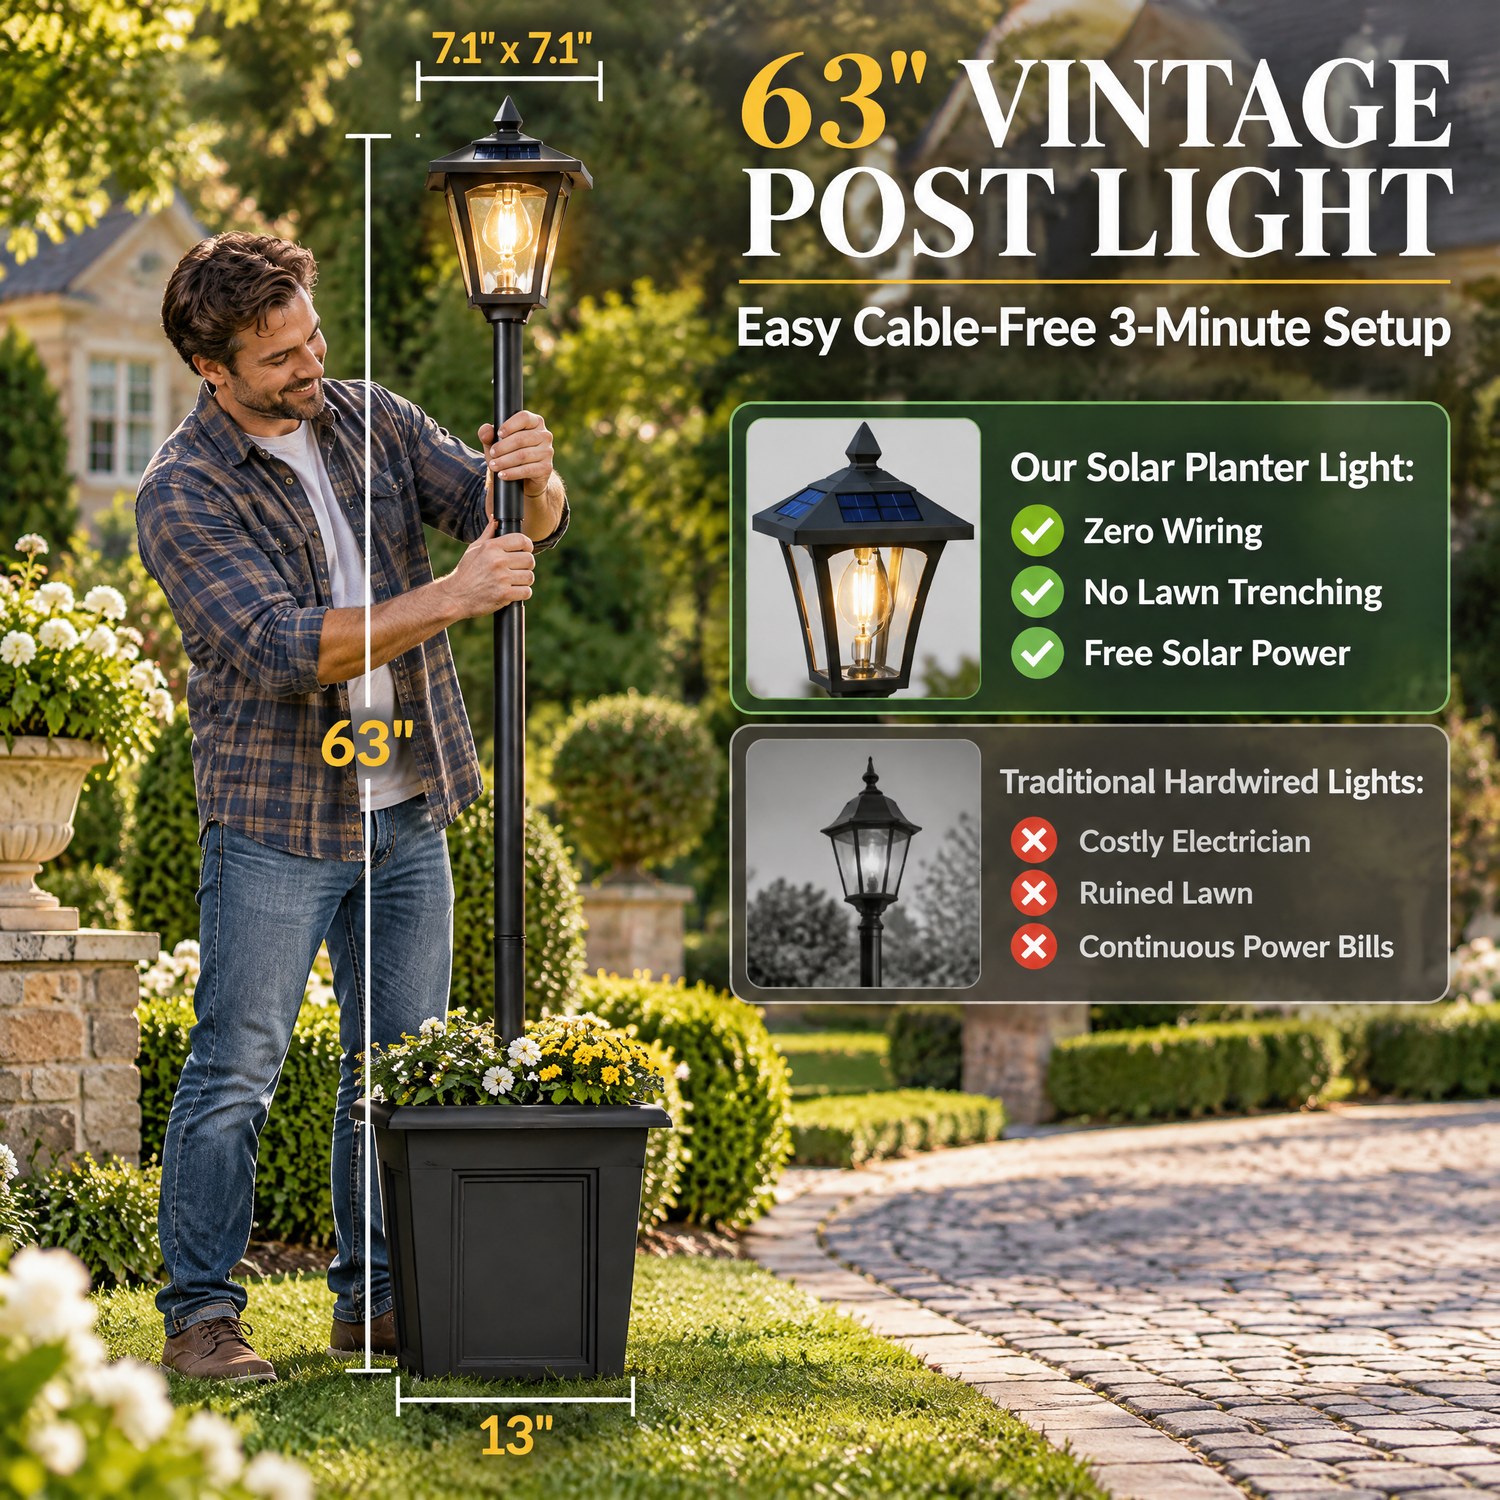 7.1" x 7.1"
63" VINTAGE
POST LIGHT
Easy Cable-Free 3-Minute Setup
Our Solar Planter Light:
Zero Wiring
No Lawn Trenching
Free Solar Power
63"
Traditional Hardwired Lights:
Costly Electrician
Ruined Lawn
Continuous Power Bills
13"